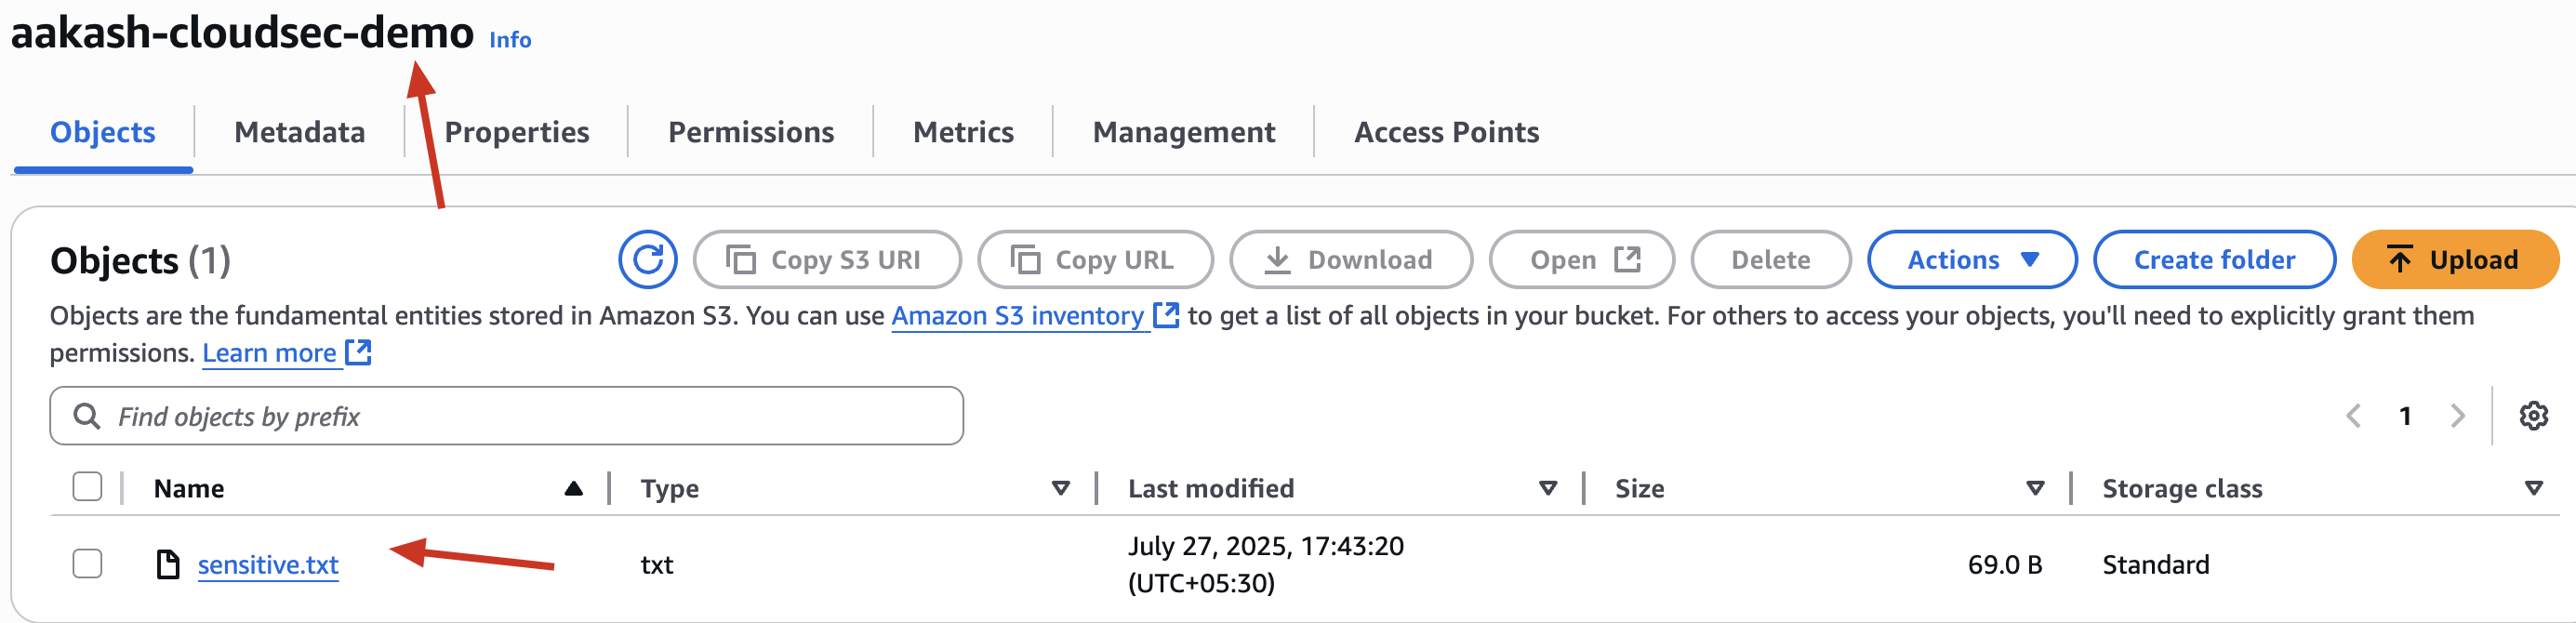 aakash-cloudsec-demo Info
Objects Metadata Properties Permissions Metrics Management Access Points
Objects (1) Copy S3 URI Copy URL Download Open Delete Actions Create folder Upload
Objects are the fundamental entities stored in Amazon S3. You can use Amazon S3 inventory to get a list of all objects in your bucket. For others to access your objects, you'll need to explicitly grant them
permissions. Learn more
Find objects by prefix 1
Name Type Last modified Size Storage class
sensitive.txt txt July 27, 2025, 17:43:20 69.0 B Standard
(UTC+05:30)